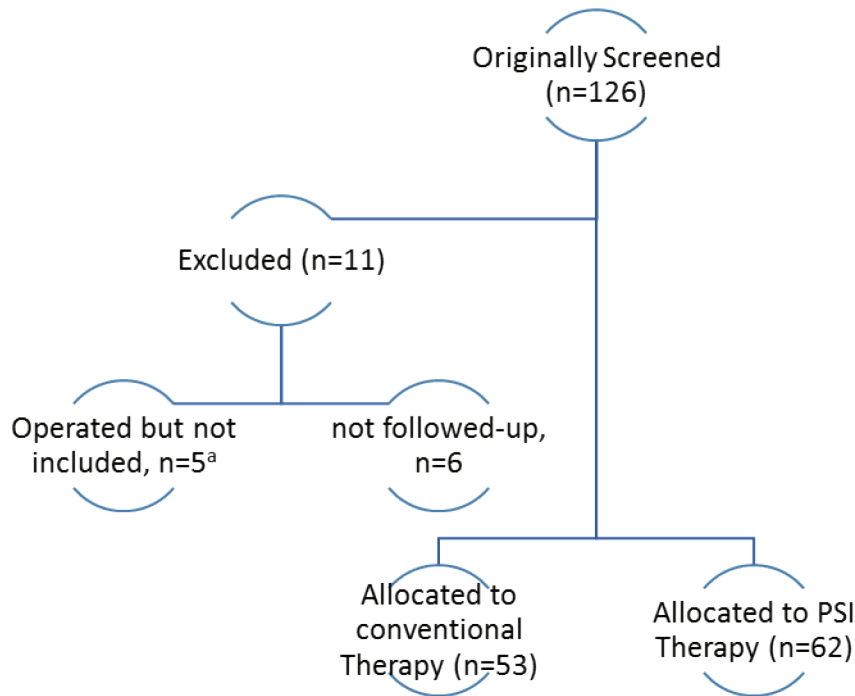 Originally Screened
(n=126)
Excluded (n=11)
Operated but not
included, n=5ᵃ
not followed-up,
n=6
Allocated to
conventional
Therapy (n=53)
Allocated to PSI
Therapy (n=62)